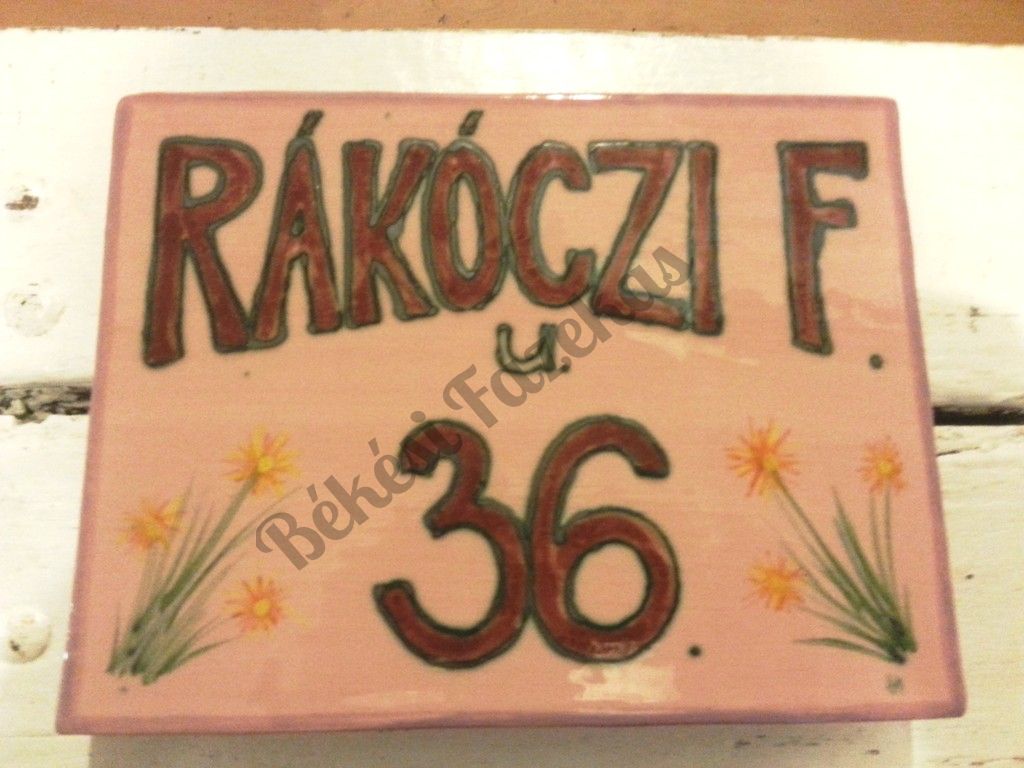 RÁKÓCZI F.
u.
36.
Békési Fazekas